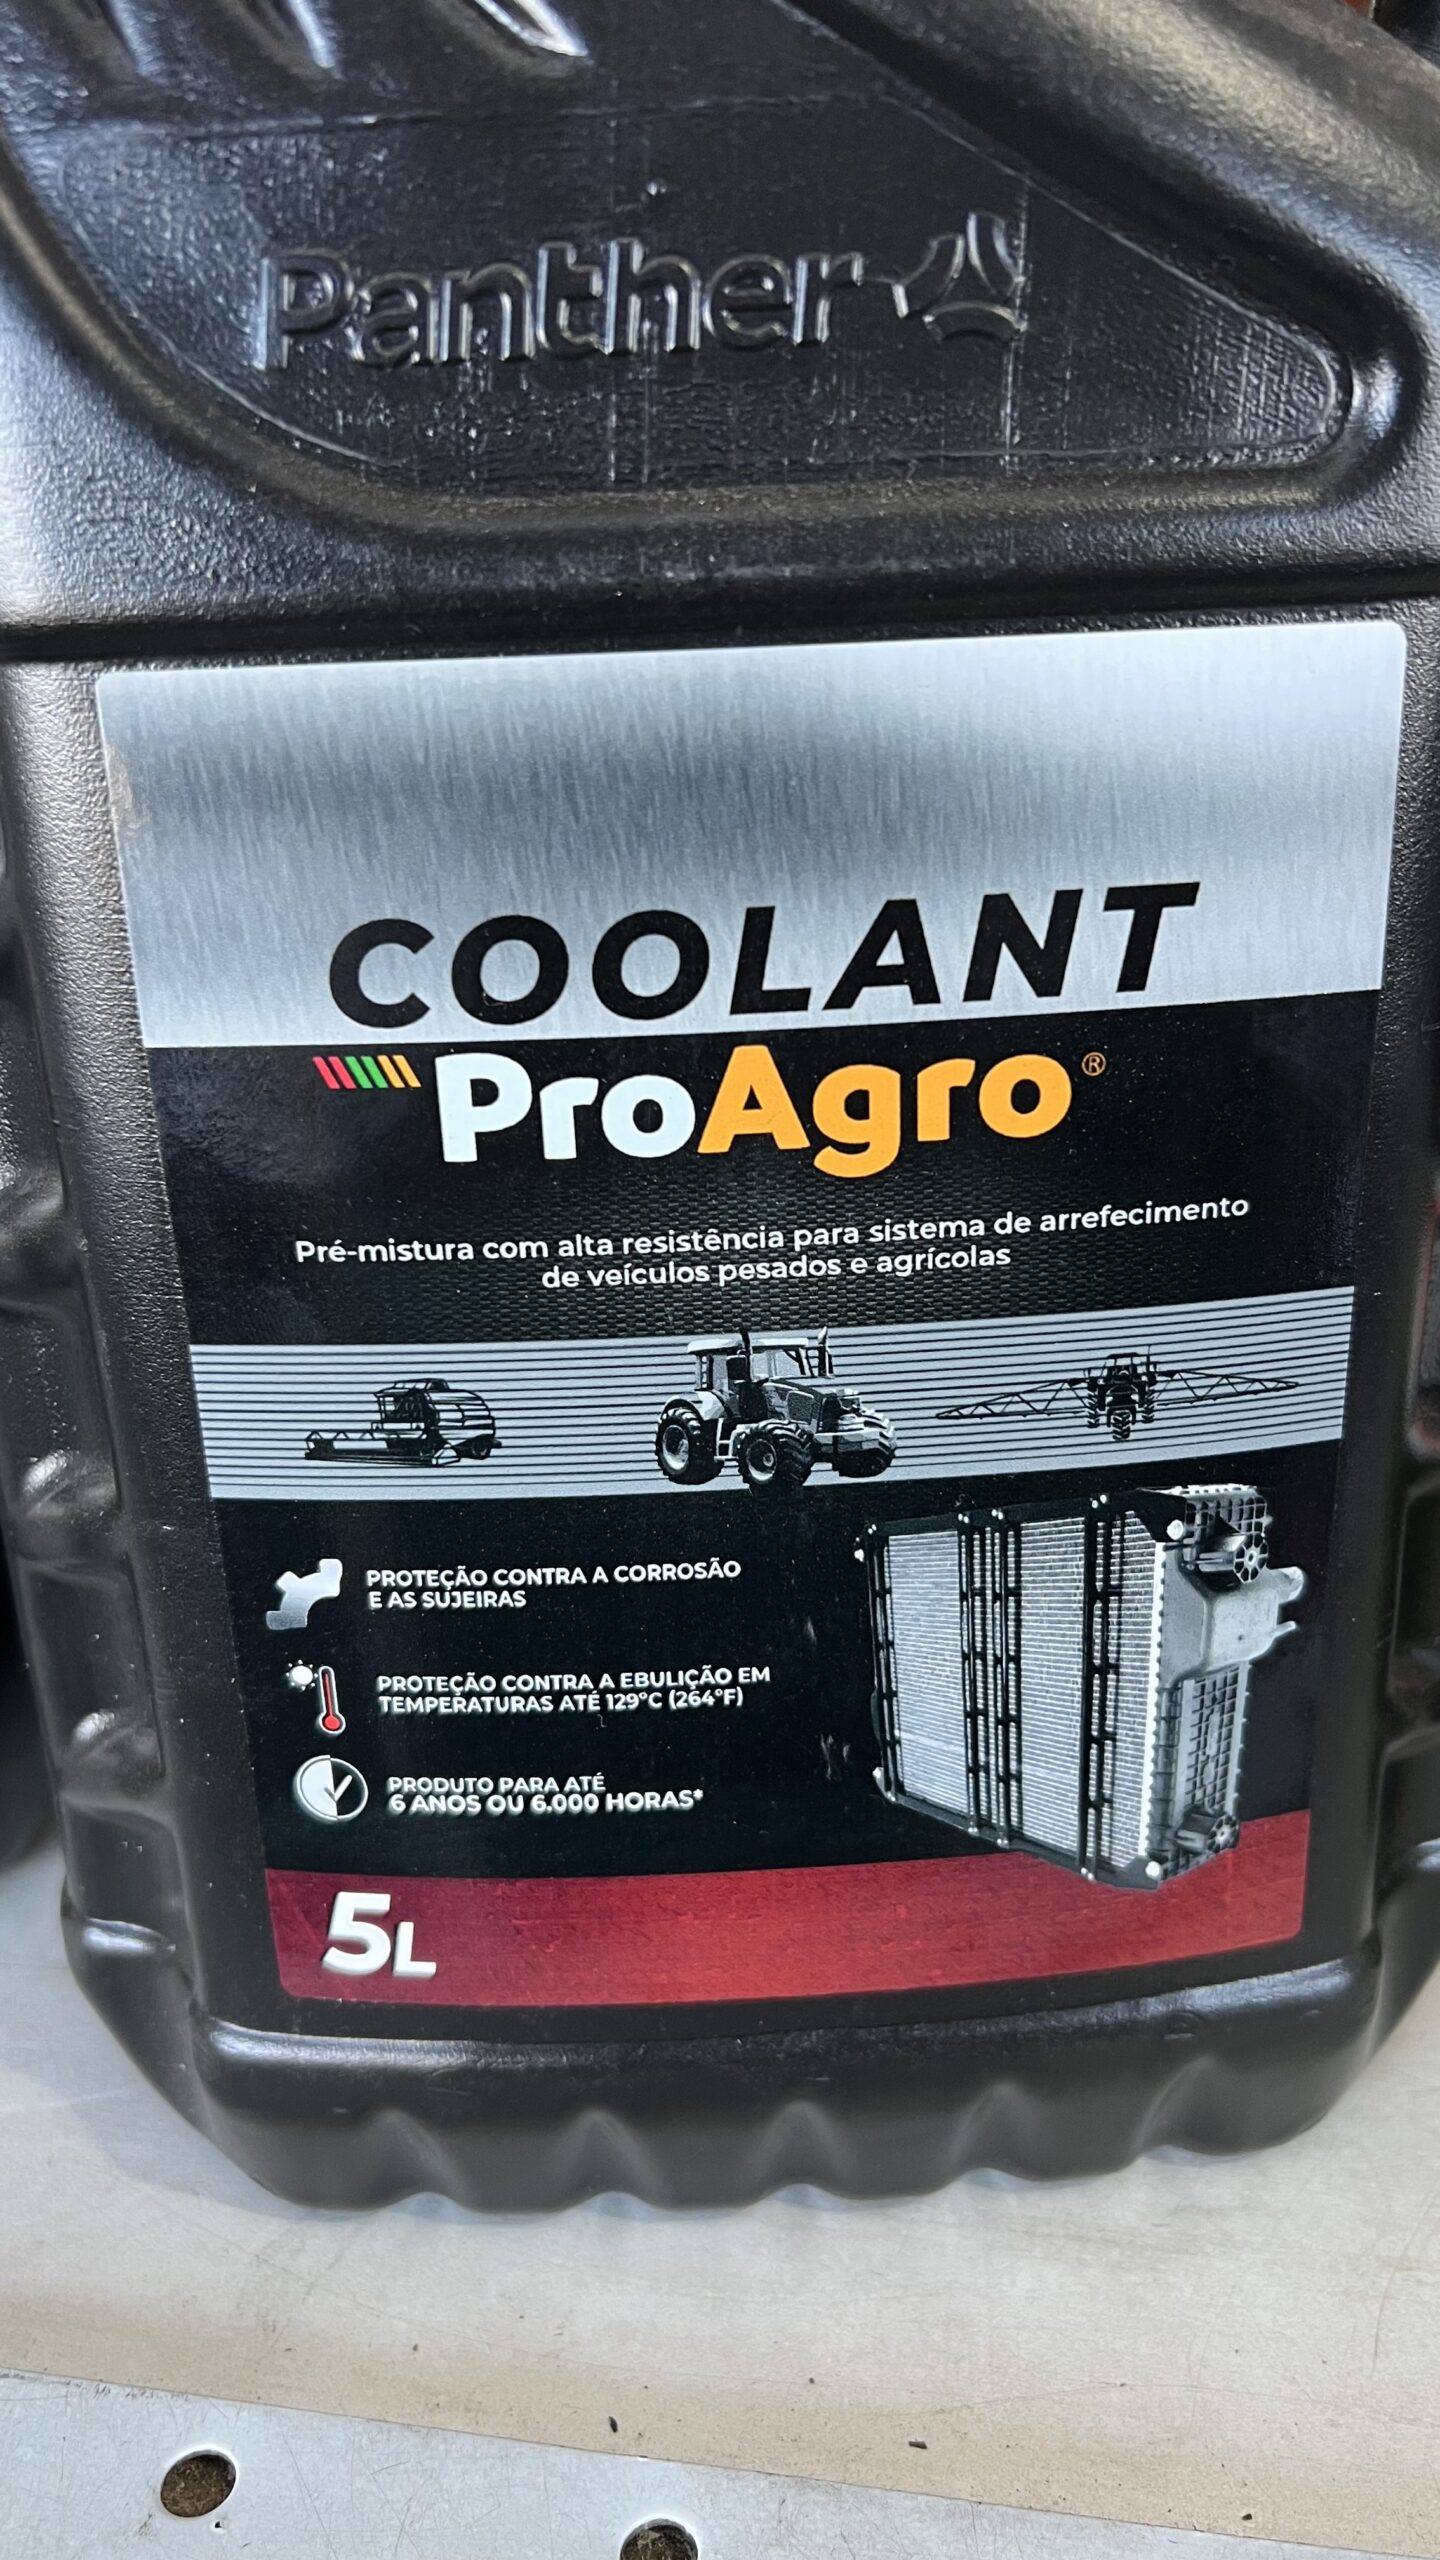 Panther
COOLANT
ProAgro®
Pré-mistura com alta resistência para sistema de arrefecimento
de veículos pesados e agrícolas
PROTEÇÃO CONTRA A CORROSÃO
E AS SUJEIRAS
PROTEÇÃO CONTRA A EBULIÇÃO EM
TEMPERATURAS ATÉ 129°C (264°F)
PRODUTO PARA ATÉ
6 ANOS OU 6.000 HORAS*
5L